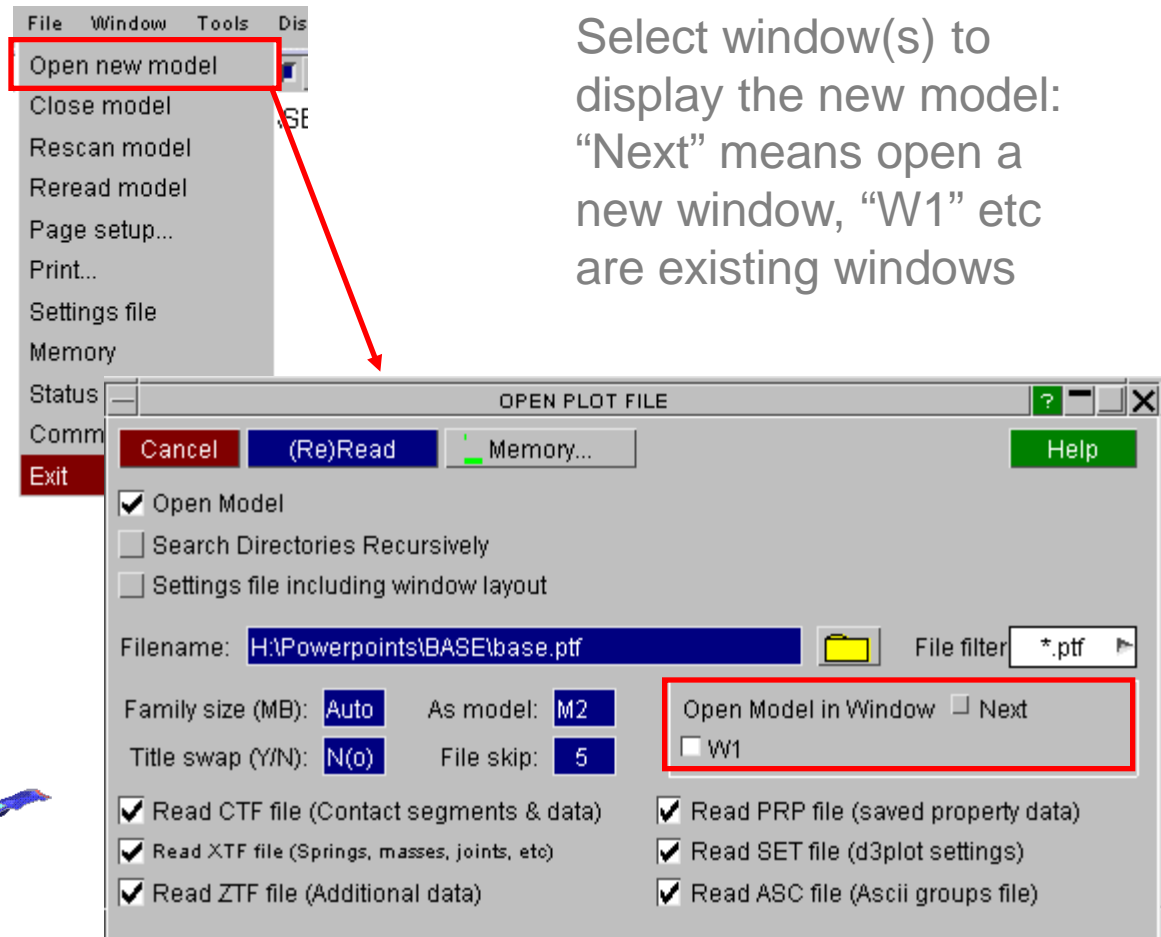 File Window Tools Dis
Open new model
Close model
Rescan model
Reread model
Page setup...
Print...
Settings file
Memory
Status
Comm
Exit
Select window(s) to
display the new model:
“Next” means open a
new window, “W1” etc
are existing windows
OPEN PLOT FILE
?
Cancel (Re)Read Memory... Help
Open Model
Search Directories Recursively
Settings file including window layout
Filename: H:\Powerpoints\BASE\base.ptf File filter *.ptf
Family size (MB): Auto As model: M2 Open Model in Window Next
Title swap (Y/N): N(o) File skip: 5 W1
Read CTF file (Contact segments & data) Read PRP file (saved property data)
Read XTF file (Springs, masses, joints, etc) Read SET file (d3plot settings)
Read ZTF file (Additional data) Read ASC file (Ascii groups file)